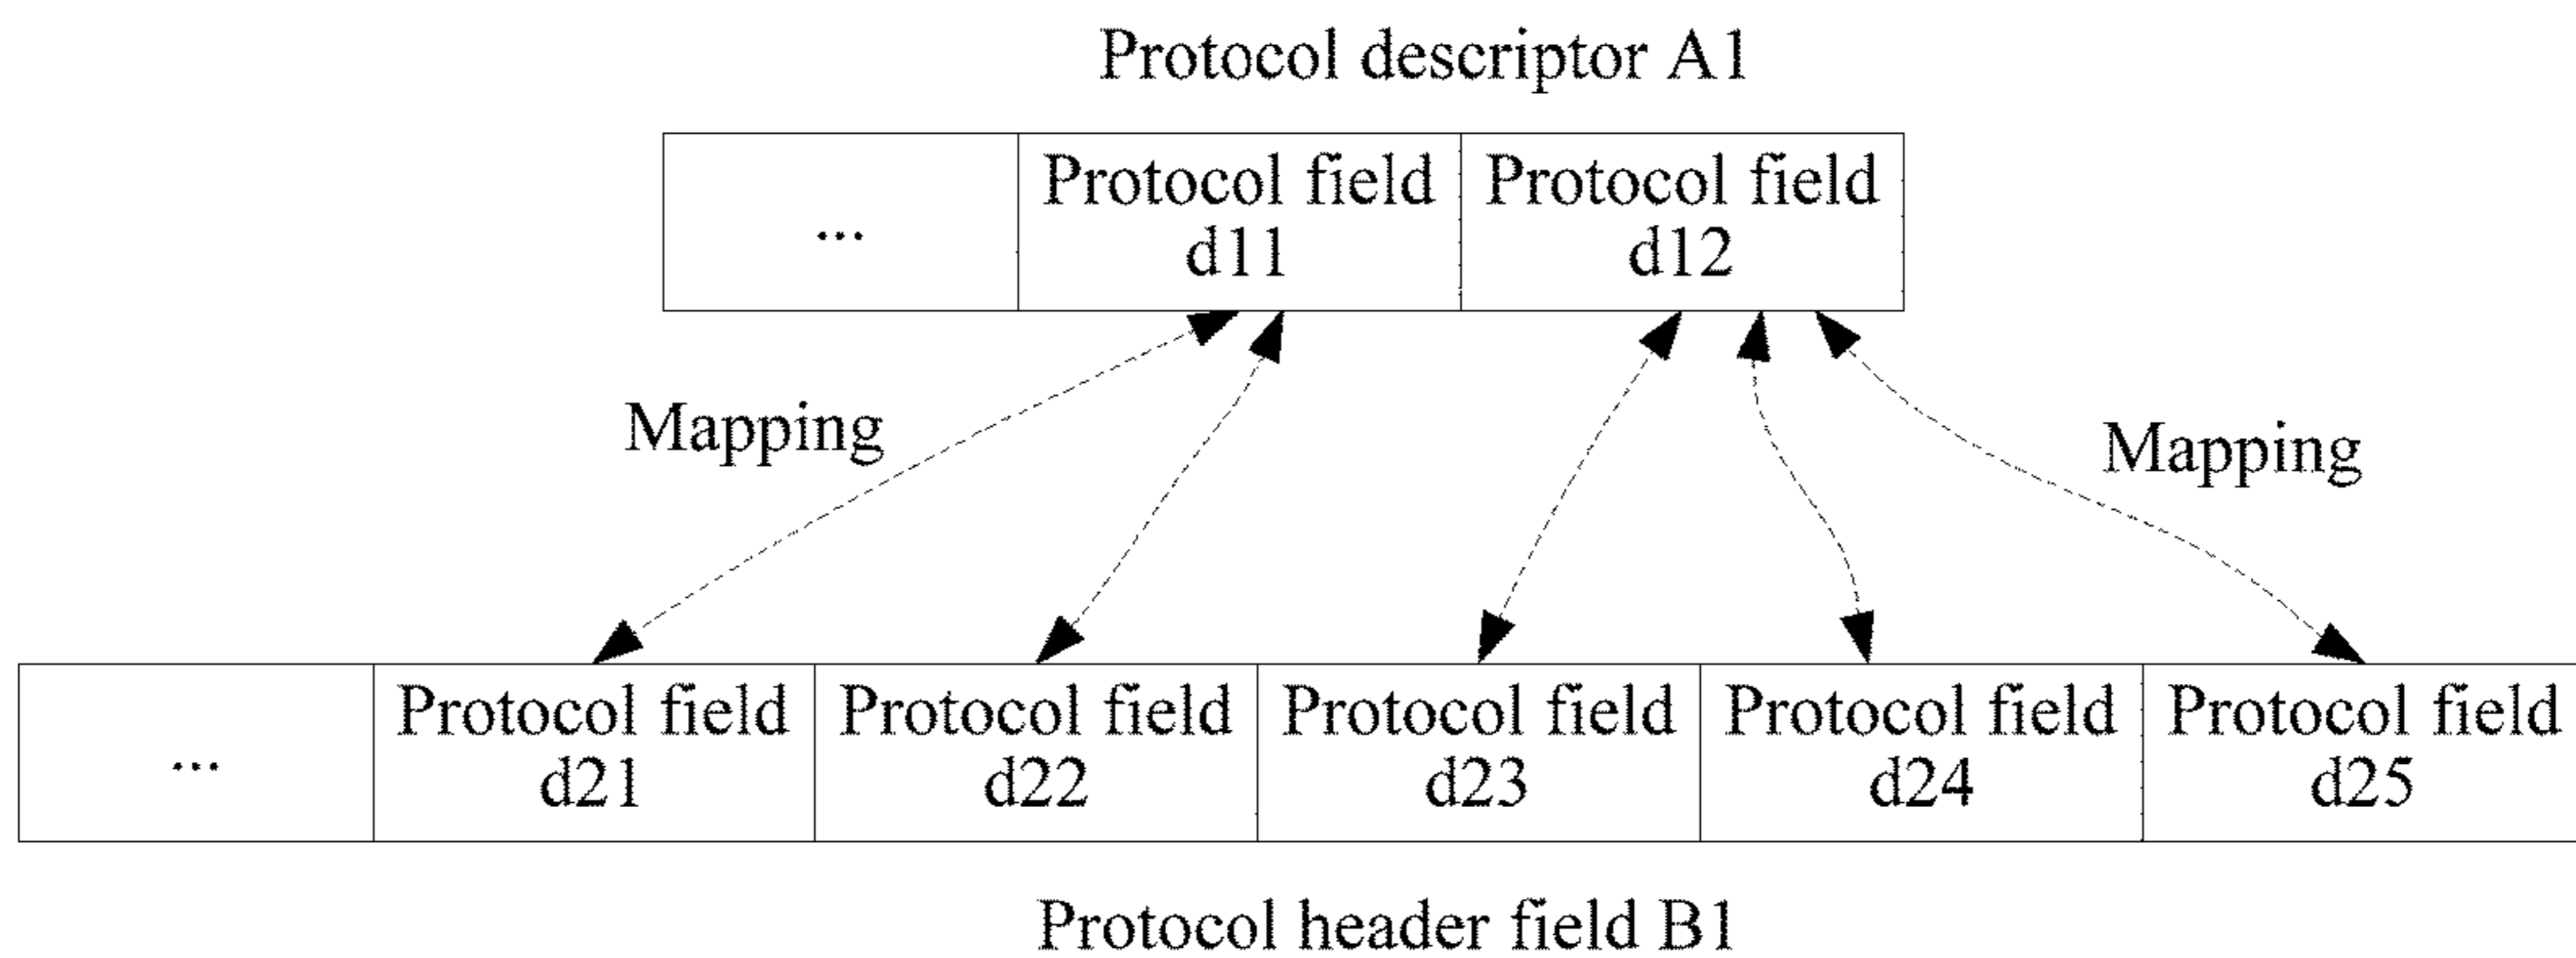 Protocol descriptor A1
...
Protocol field
d11
Protocol field
d12
Mapping
Mapping
...
Protocol field
d21
Protocol field
d22
Protocol field
d23
Protocol field
d24
Protocol field
d25
Protocol header field B1